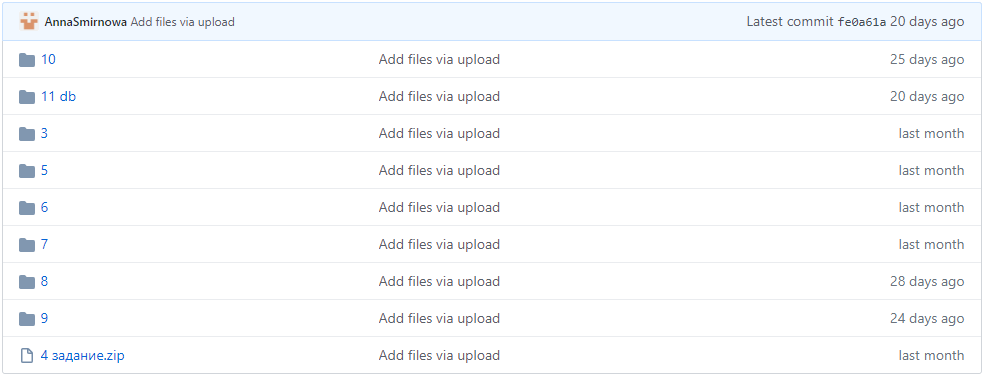 AnnaSmirnowa Add files via upload Latest commit fe0a61a 20 days ago
10 Add files via upload 25 days ago
11 db Add files via upload 20 days ago
3 Add files via upload last month
5 Add files via upload last month
6 Add files via upload last month
7 Add files via upload last month
8 Add files via upload 28 days ago
9 Add files via upload 24 days ago
4 задание.zip Add files via upload last month